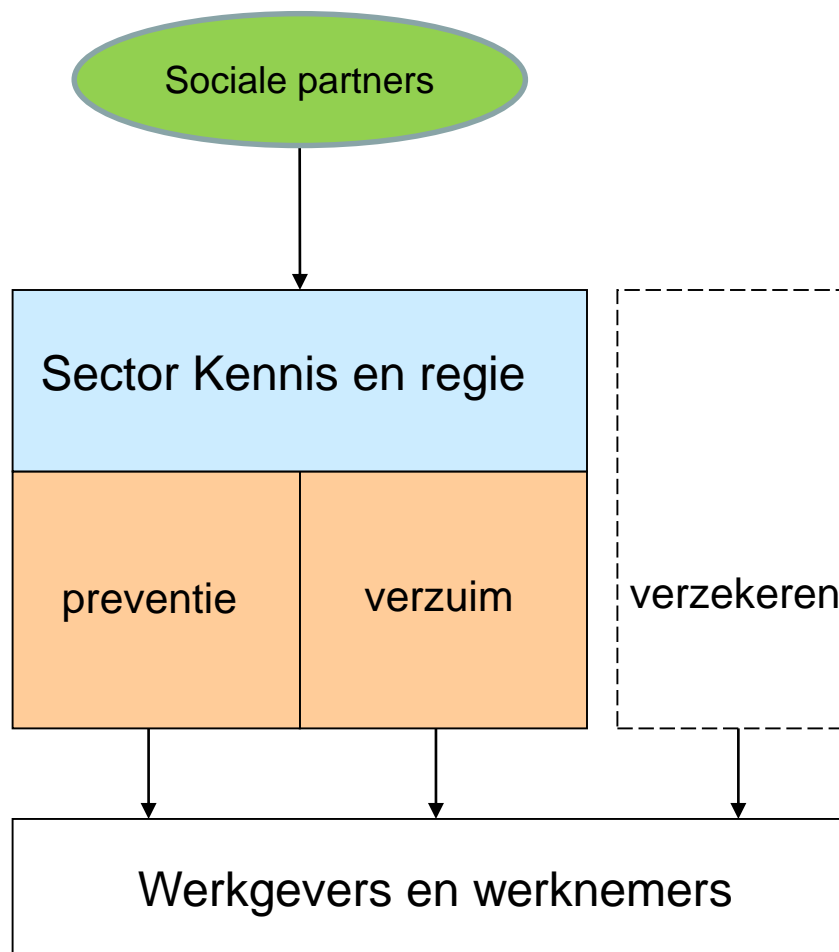 Sociale partners
Sector Kennis en regie
preventie
verzuim
verzekeren
Werkgevers en werknemers